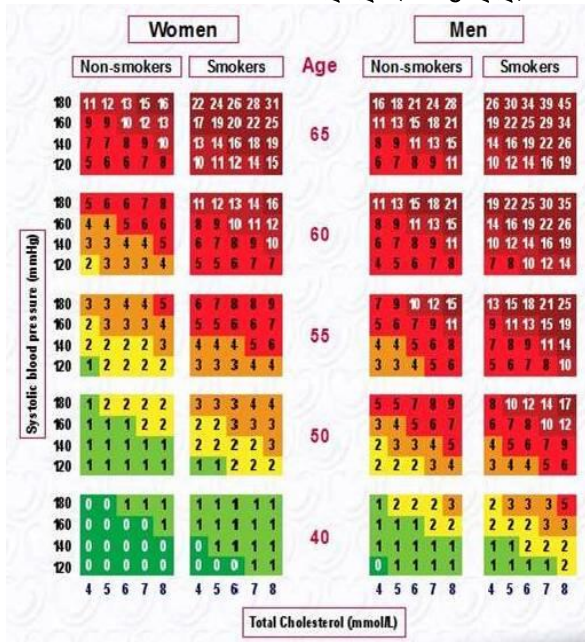 Women Men
Non-smokers Smokers Age Non-smokers Smokers
180 11 12 13 15 16 22 24 26 28 31 16 18 21 24 28 26 30 34 39 45
160 9 9 10 12 13 17 19 20 22 25 11 13 15 18 21 19 22 25 29 34
65
140 7 7 8 9 10 13 14 16 18 19 8 9 11 13 15 14 16 19 22 26
120 5 5 6 7 8 10 11 12 14 15 6 7 8 9 11 10 12 14 16 19
180 5 6 6 7 8 11 12 13 14 16 11 13 15 18 21 19 22 25 30 35
160 4 4 5 5 6 8 9 10 11 12 8 9 11 13 15 14 16 19 22 26
60
140 3 3 4 4 5 6 7 8 9 10 6 7 8 9 11 10 12 14 16 19
120 2 3 3 3 4 5 5 6 7 7 4 5 6 7 8 7 8 10 12 14
180 3 3 4 4 5 6 7 8 8 9 7 9 10 12 15 13 15 18 21 25
160 2 3 3 3 4 5 5 6 6 7 5 6 7 9 11 9 11 13 15 19
55
140 2 2 2 2 3 4 4 4 5 6 4 4 5 6 8 7 8 9 11 14
120 1 2 2 2 2 3 3 3 4 4 3 3 4 5 6 5 6 7 8 10
180 1 2 2 2 2 3 3 3 4 4 5 5 7 8 9 8 10 12 14 17
160 1 1 1 2 2 2 2 3 3 3 3 4 5 6 7 6 7 8 10 12
50
140 1 1 1 1 1 2 2 2 2 3 2 3 3 4 5 4 5 6 7 9
120 1 1 1 1 1 1 1 2 2 2 2 2 2 3 4 3 4 4 5 6
180 0 0 1 1 1 1 1 1 1 1 1 2 2 2 3 2 3 3 3 5
160 0 0 0 0 1 1 1 1 1 1 1 1 1 2 2 2 2 2 3 3
40
140 0 0 0 0 0 0 1 1 1 1 1 1 1 1 1 1 1 2 2 2
120 0 0 0 0 0 0 0 0 1 1 0 1 1 1 1 1 1 1 1 2
4 5 6 7 8 4 5 6 7 8 4 5 6 7 8 4 5 6 7 8
Systolic blood pressure (mmHg)
Total Cholesterol (mmol/L)